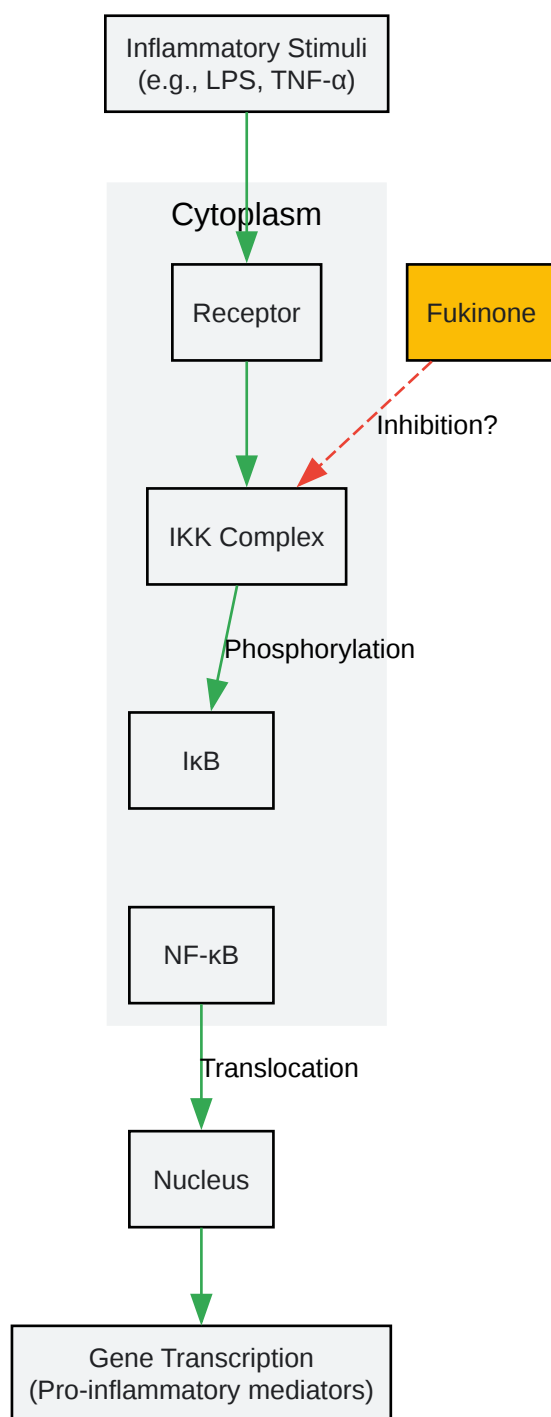 Inflammatory Stimuli
(e.g., LPS, TNF-α)
Cytoplasm
Receptor
Fukinone
Inhibition?
IKK Complex
Phosphorylation
IκB
NF-κB
Translocation
Nucleus
Gene Transcription
(Pro-inflammatory mediators)